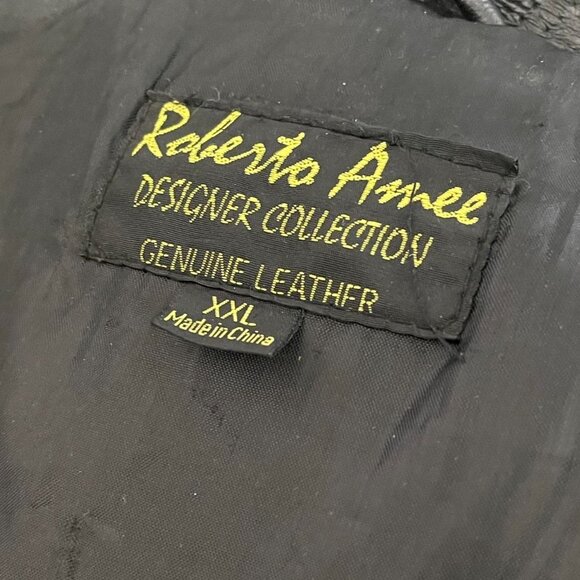 Roberto Amee
DESIGNER COLLECTION
GENUINE LEATHER
XXL
Made in China